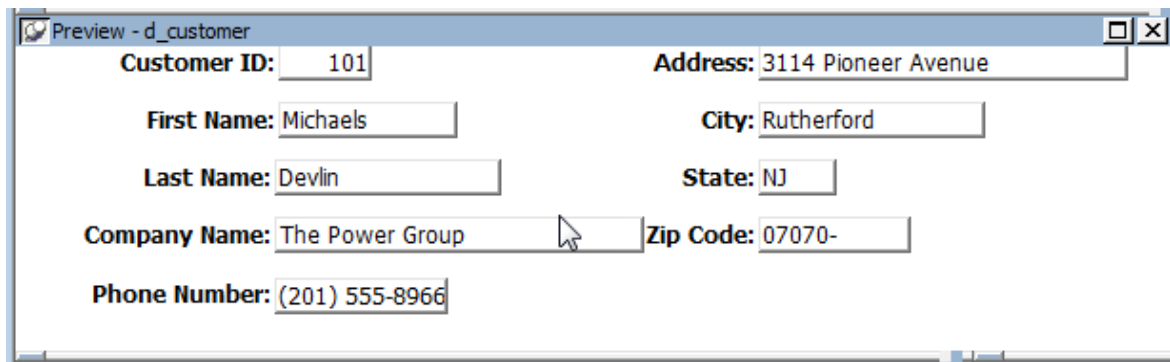 Preview - d_customer
Customer ID: 101 Address: 3114 Pioneer Avenue
First Name: Michaels City: Rutherford
Last Name: Devlin State: NJ
Company Name: The Power Group Zip Code: 07070-
Phone Number: (201) 555-8966